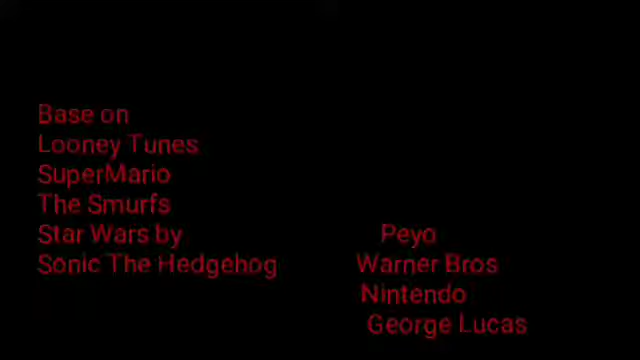 Base on
Looney Tunes
SuperMario
The Smurfs
Star Wars by
Sonic The Hedgehog
Peyo
Warner Bros
Nintendo
George Lucas